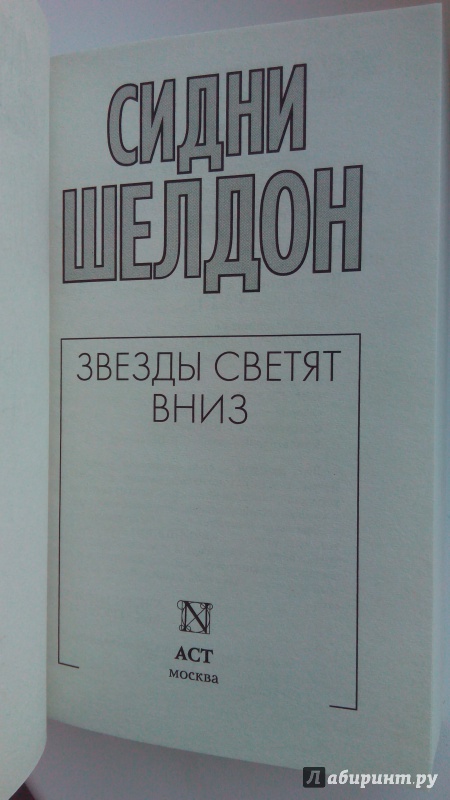 СИДНИ
ШЕЛДОН
ЗВЕЗДЫ СВЕТЯТ
ВНИЗ
N
АСТ
МОСКВА
Лабиринт.ру